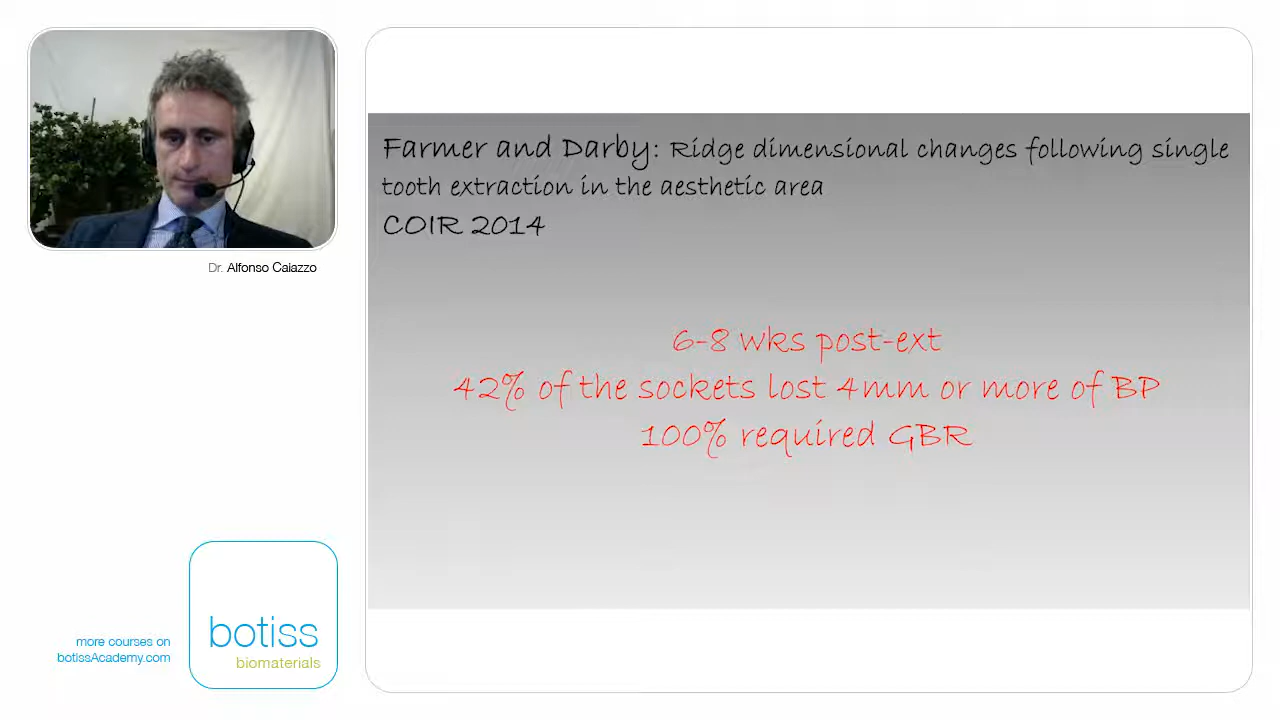 Dr. Alfonso Caiazzo
Farmer and Darby: Ridge dimensional changes following single
tooth extraction in the aesthetic area
COIR 2014
6-8 wks post-ext
42% of the sockets lost 4mm or more of BP
100% required GBR
more courses on
botissAcademy.com
botiss
biomaterials